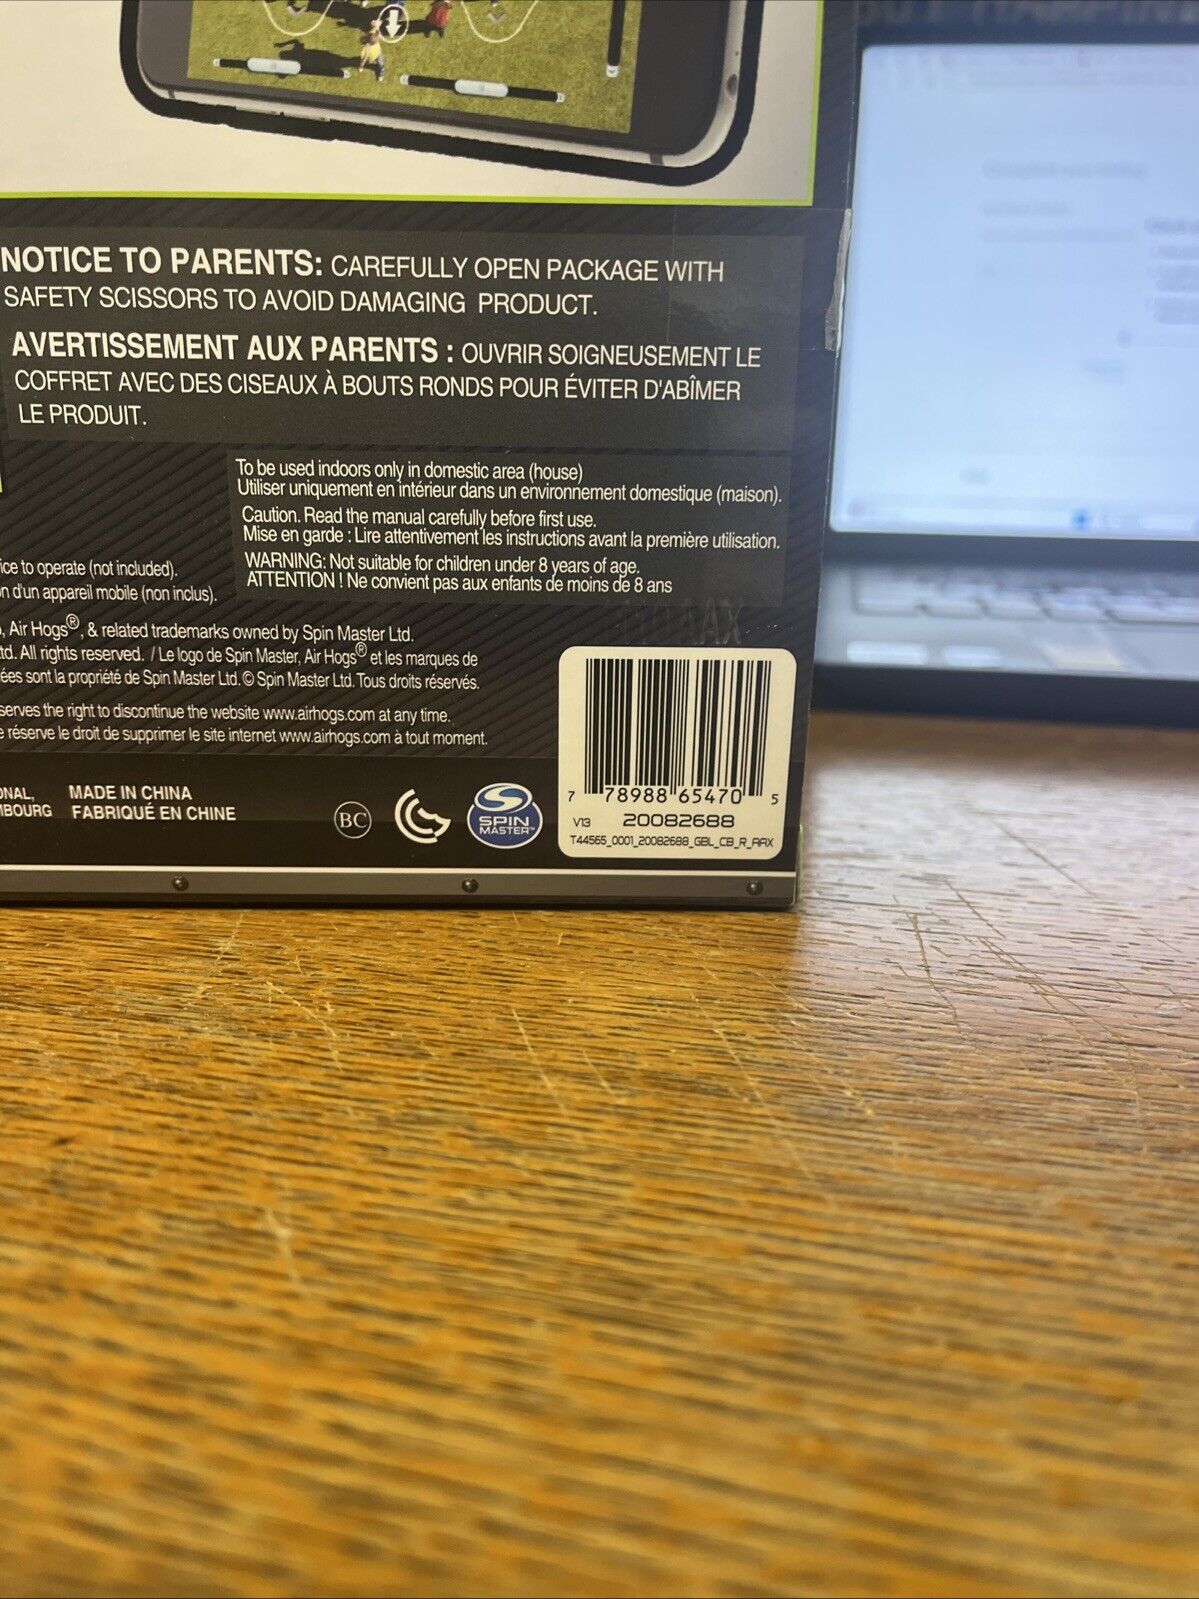 NOTICE TO PARENTS: CAREFULLY OPEN PACKAGE WITH
SAFETY SCISSORS TO AVOID DAMAGING PRODUCT.
AVERTISSEMENT AUX PARENTS : OUVRIR SOIGNEUSEMENT LE
COFFRET AVEC DES CISEAUX À BOUTS RONDS POUR ÉVITER D'ABÎMER
LE PRODUIT.
To be used indoors only in domestic area (house)
Utiliser uniquement en intérieur dans un environnement domestique (maison).
Caution. Read the manual carefully before first use.
Mise en garde : Lire attentivement les instructions avant la première utilisation.
WARNING: Not suitable for children under 8 years of age.
ATTENTION ! Ne convient pas aux enfants de moins de 8 ans
ice to operate (not included).
n d'un appareil mobile (non inclus).
, Air Hogs®, & related trademarks owned by Spin Master Ltd.
td. All rights reserved. / Le logo de Spin Master, Air Hogs® et les marques de
ées sont la propriété de Spin Master Ltd. © Spin Master Ltd. Tous droits réservés.
serves the right to discontinue the website www.airhogs.com at any time.
e réserve le droit de supprimer le site internet www.airhogs.com à tout moment.
ONAL, MADE IN CHINA
MBOURG FABRIQUÉ EN CHINE
BC
SPIN
MASTER™
7 78988 65470 5
V13 20082688
T44565_0001_20082688_GBL_CB_R_AAX